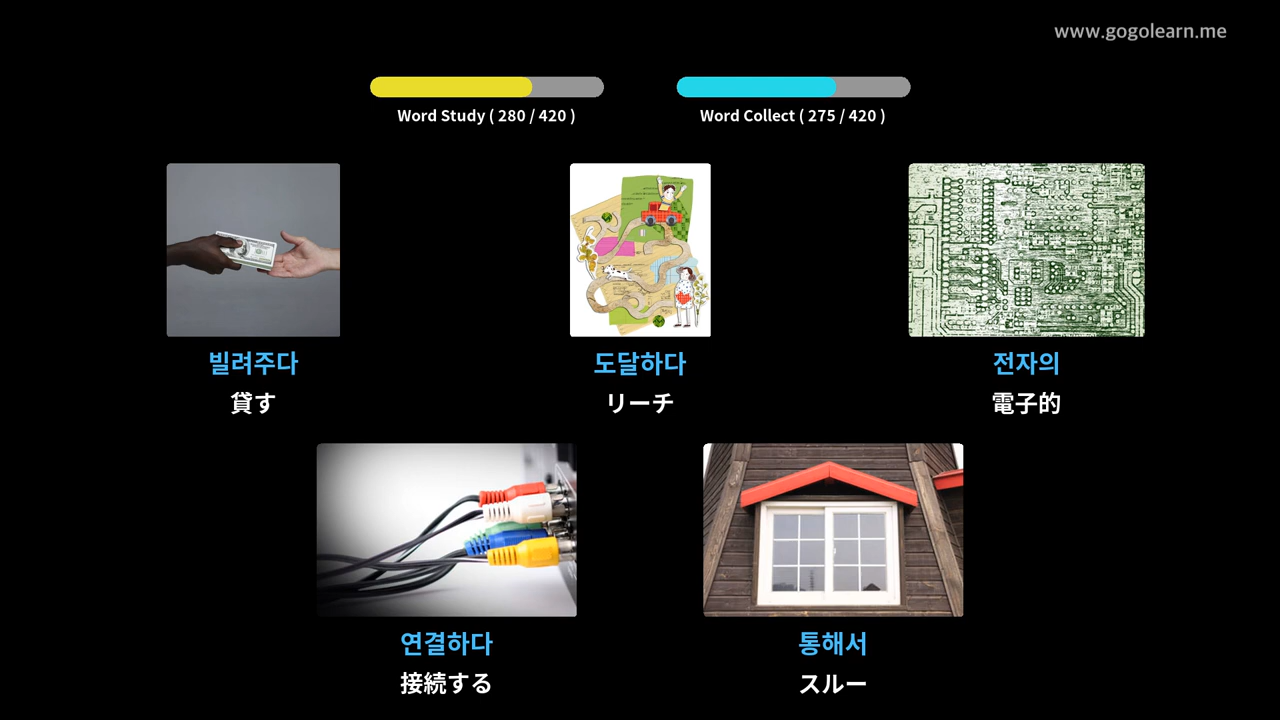 www.gogolearn.me
Word Study ( 280 / 420 )
Word Collect ( 275 / 420 )
빌려주다
貸す
도달하다
リーチ
전자의
電子的
연결하다
接続する
통해서
スルー